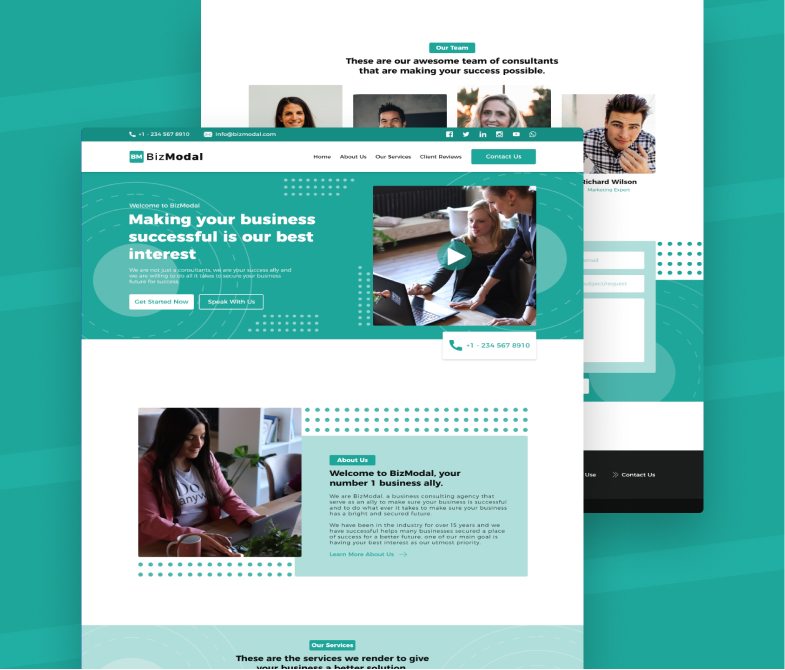 Our Team
These are our awesome team of consultants
that are making your success possible.
+1 - 234 567 8910
info@bizmodal.com
BM BizModal
Home
About Us
Our Services
Client Reviews
Contact Us
Richard Wilson
Marketing Expert
Welcome to BizModal
Making your business
successful is our best
interest
We are not just a consultants, we are your success ally and
we are willing to do all it takes to secure your business
future for success.
Get Started Now
Speak With Us
+1 - 234 567 8910
About Us
Welcome to BizModal, your
number 1 business ally.
We are BizModal, a business consulting agency that
serve as an ally to make sure your business is successful
and to do what ever it takes to make sure your business
has a bright and secured future.
We have been in the industry for over 15 years and we
have successful helps many businesses secured a place
of success for a better future, one of our main goal is
having your best interest as our utmost priority.
Learn More About Us
Use
Contact Us
Our Services
These are the services we render to give
your business a better solution